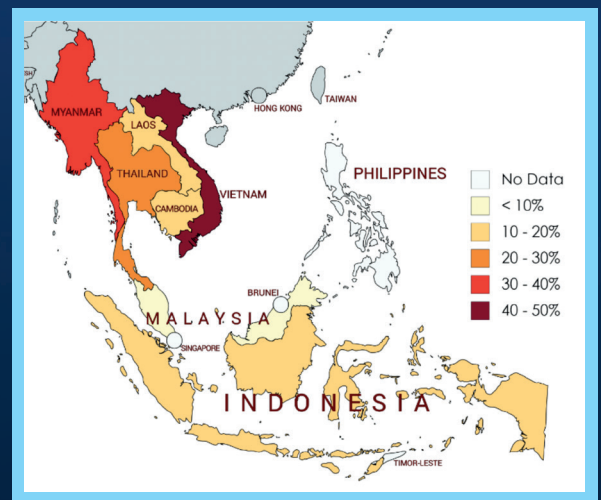 SH
MYANMAR
LAOS
THAILAND
CAMBODIA
VIETNAM
HONG KONG
TAIWAN
PHILIPPINES
BRUNEI
MALAYSIA
SINGAPORE
INDONESIA
TIMOR-LESTE
No Data
< 10%
10 - 20%
20 - 30%
30 - 40%
40 - 50%